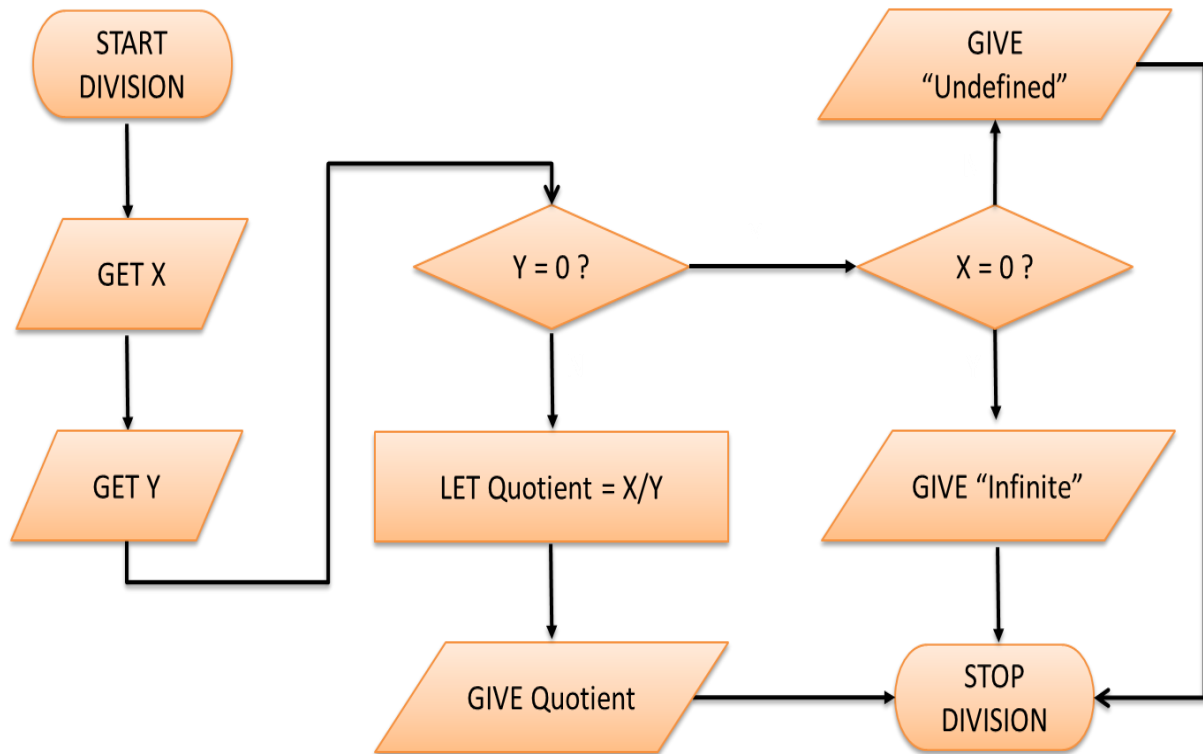 START
DIVISION
GET X
GET Y
Y = 0 ?
LET Quotient = X/Y
GIVE Quotient
X = 0 ?
GIVE
“Undefined”
GIVE “Infinite”
STOP
DIVISION